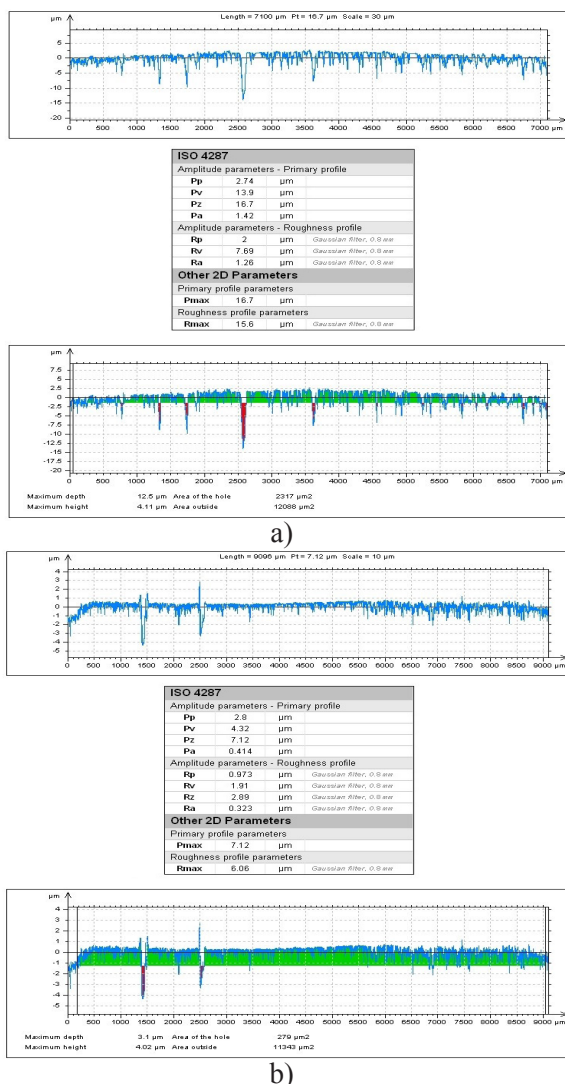 Length = 7100 µm Pt = 16.7 µm Scale = 30 µm
µm
5
0
-5
-10
-15
-20
0 500 1000 1500 2000 2500 3000 3500 4000 4500 5000 5500 6000 6500 7000 µm
ISO 4287
Amplitude parameters - Primary profile
Pp 2.74 µm
Pv 13.9 µm
Pz 16.7 µm
Pa 1.42 µm
Amplitude parameters - Roughness profile
Rp 2 µm Gaussian filter, 0.8 мм
Rv 7.69 µm Gaussian filter, 0.8 мм
Ra 1.26 µm Gaussian filter, 0.8 мм
Other 2D Parameters
Primary profile parameters
Pmax 16.7 µm
Roughness profile parameters
Rmax 15.6 µm Gaussian filter, 0.8 мм
µm
7.5
5
2.5
0
-2.5
-5
-7.5
-10
-12.5
-15
-17.5
-20
0 500 1000 1500 2000 2500 3000 3500 4000 4500 5000 5500 6000 6500 7000 µm
Maximum depth 12.5 µm Area of the hole 2317 µm2
Maximum height 4.11 µm Area outside 12088 µm2
a)
Length = 9096 µm Pt = 7.12 µm Scale = 10 µm
µm
4
3
2
1
0
-1
-2
-3
-4
-5
0 500 1000 1500 2000 2500 3000 3500 4000 4500 5000 5500 6000 6500 7000 7500 8000 8500 9000 µm
ISO 4287
Amplitude parameters - Primary profile
Pp 2.8 µm
Pv 4.32 µm
Pz 7.12 µm
Pa 0.414 µm
Amplitude parameters - Roughness profile
Rp 0.973 µm Gaussian filter, 0.8 мм
Rv 1.91 µm Gaussian filter, 0.8 мм
Rz 2.89 µm Gaussian filter, 0.8 мм
Ra 0.323 µm Gaussian filter, 0.8 мм
Other 2D Parameters
Primary profile parameters
Pmax 7.12 µm
Roughness profile parameters
Rmax 6.06 µm Gaussian filter, 0.8 мм
µm
4
3
2
1
0
-1
-2
-3
-4
-5
0 500 1000 1500 2000 2500 3000 3500 4000 4500 5000 5500 6000 6500 7000 7500 8000 8500 9000 µm
Maximum depth 3.1 µm Area of the hole 279 µm2
Maximum height 4.02 µm Area outside 11343 µm2
b)